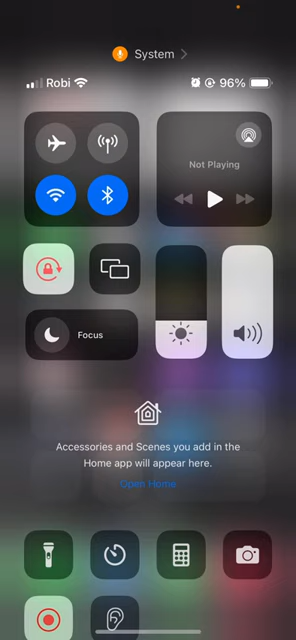 System
Robi
96%
Not Playing
Focus
Accessories and Scenes you add in the
Home app will appear here.
Open Home